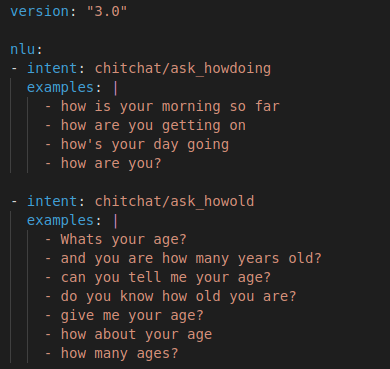 version: "3.0"
nlu:
- intent: chitchat/ask_howdoing
examples: |
- how is your morning so far
- how are you getting on
- how's your day going
- how are you?
- intent: chitchat/ask_howold
examples: |
- Whats your age?
- and you are how many years old?
- can you tell me your age?
- do you know how old you are?
- give me your age?
- how about your age
- how many ages?